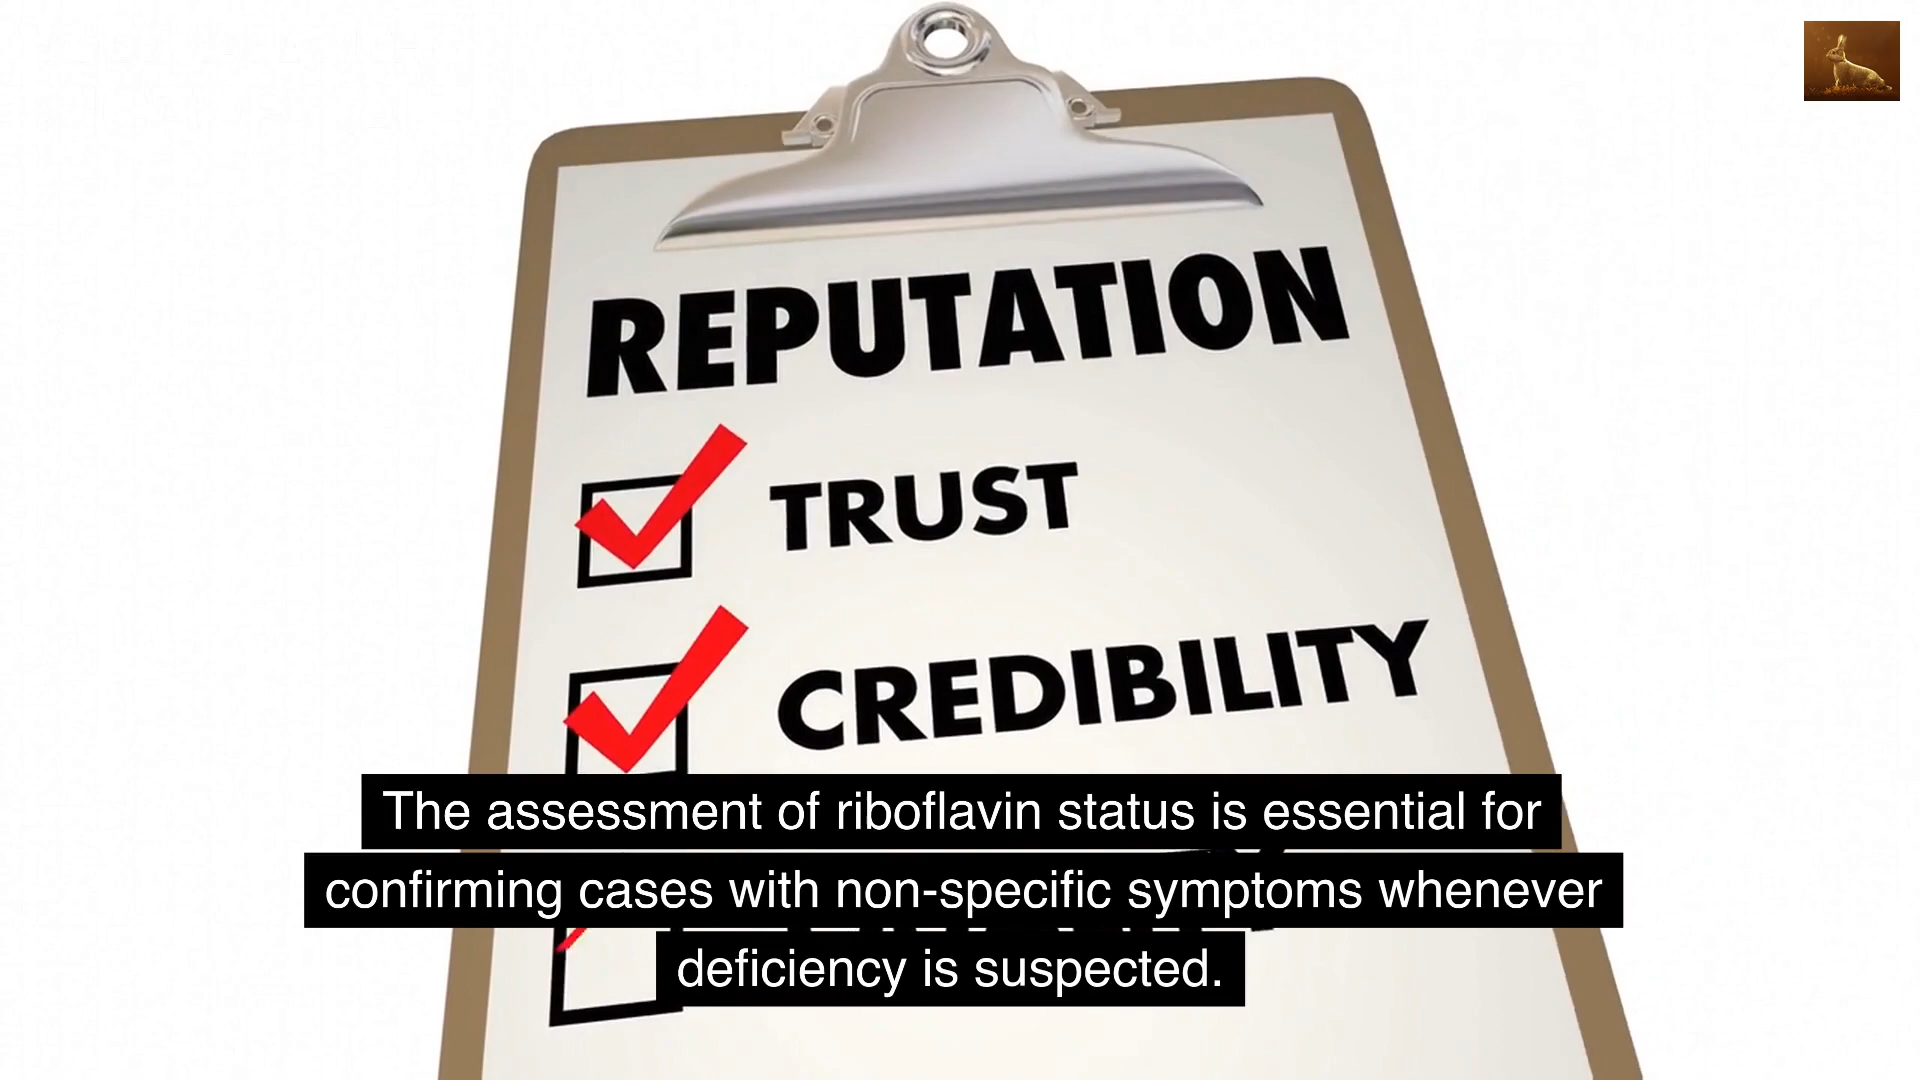 REPUTATION
TRUST
CREDIBILITY
The assessment of riboflavin status is essential for
confirming cases with non-specific symptoms whenever
deficiency is suspected.